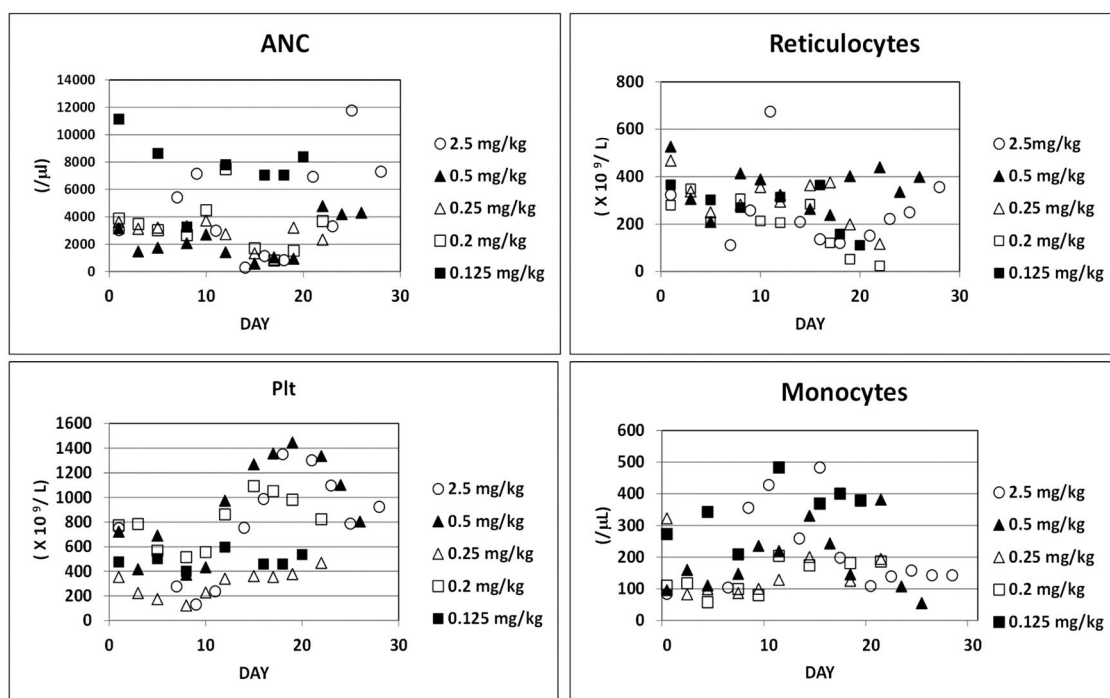 ANC
14000
12000
10000
8000
6000
4000
2000
0
(/µl)
0 10 20 30
DAY
2.5 mg/kg
0.5 mg/kg
0.25 mg/kg
0.2 mg/kg
0.125 mg/kg
Reticulocytes
800
600
400
200
0
( X 10 9/ L)
0 10 20 30
DAY
2.5mg/kg
0.5 mg/kg
0.25 mg/kg
0.2 mg/kg
0.125 mg/kg
Plt
1600
1400
1200
1000
800
600
400
200
0
( X 10 9/ L)
0 10 20 30
DAY
2.5 mg/kg
0.5 mg/kg
0.25 mg/kg
0.2 mg/kg
0.125 mg/kg
Monocytes
600
500
400
300
200
100
0
(/µL)
0 10 20 30
DAY
2.5 mg/kg
0.5 mg/kg
0.25 mg/kg
0.2 mg/kg
0.125 mg/kg